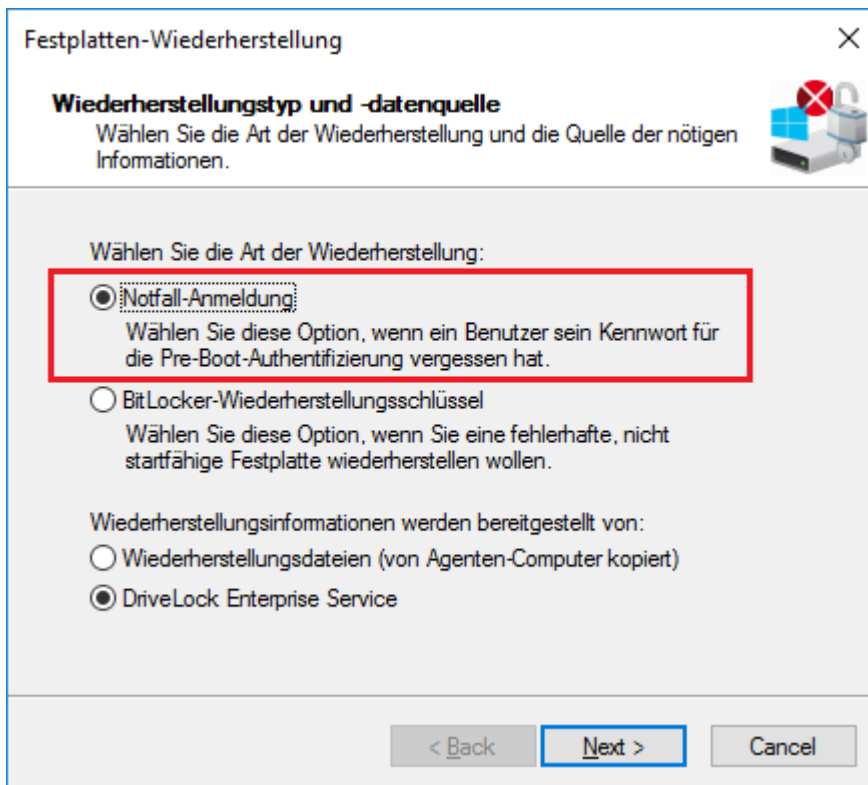 Festplatten-Wiederherstellung
Wiederherstellungstyp und -datenquelle
Wählen Sie die Art der Wiederherstellung und die Quelle der nötigen
Informationen.
Wählen Sie die Art der Wiederherstellung:
Notfall-Anmeldung
Wählen Sie diese Option, wenn ein Benutzer sein Kennwort für
die Pre-Boot-Authentifizierung vergessen hat.
BitLocker-Wiederherstellungsschlüssel
Wählen Sie diese Option, wenn Sie eine fehlerhafte, nicht
startfähige Festplatte wiederherstellen wollen.
Wiederherstellungsinformationen werden bereitgestellt von:
Wiederherstellungsdateien (von Agenten-Computer kopiert)
DriveLock Enterprise Service
< Back Next > Cancel